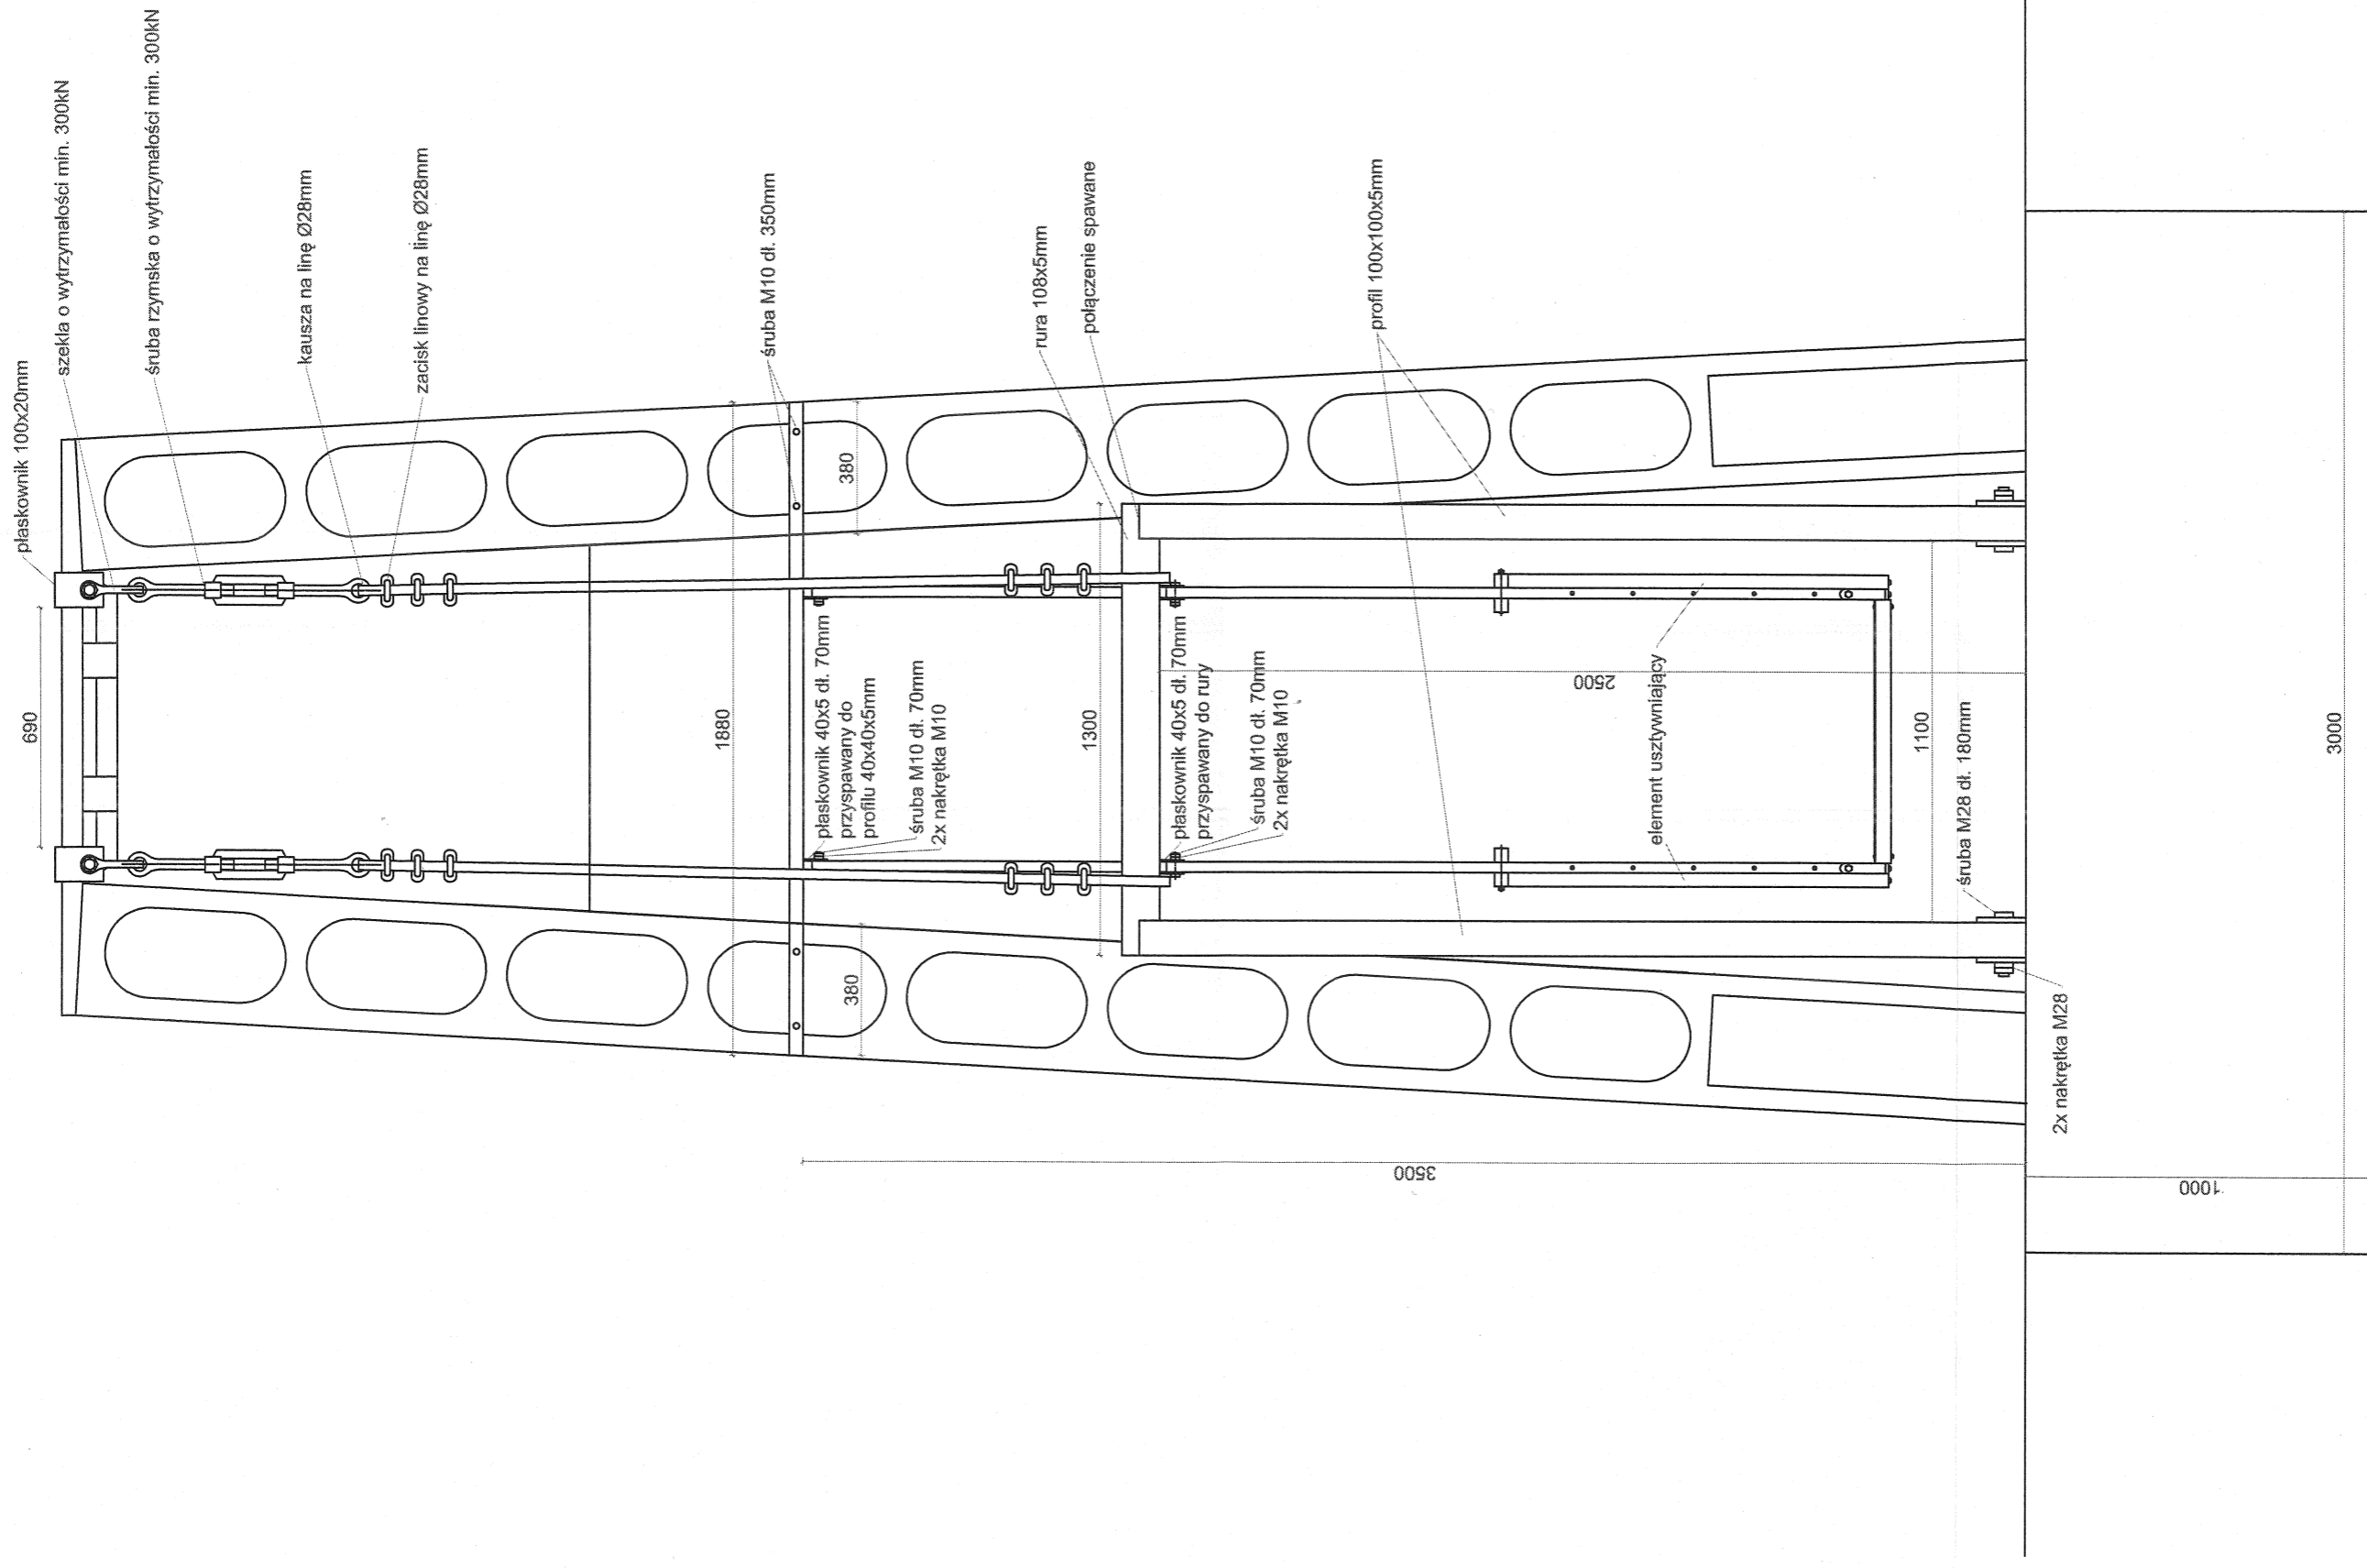 płaskownik 100x20mm
szekla o wytrzymałości min. 300kN
śruba rzymska o wytrzymałości min. 300kN
kausza na linę Ø28mm
zacisk linowy na linę Ø28mm
śruba M10 dł. 350mm
rura 108x5mm
połączenie spawane
profil 100x100x5mm
690
1880
380
380
płaskownik 40x5 dł. 70mm
przyspawany do
profilu 40x40x5mm
śruba M10 dł. 70mm
2x nakrętka M10
1300
płaskownik 40x5 dł. 70mm
przyspawany do rury
śruba M10 dł. 70mm
2x nakrętka M10
2500
element usztywniający
1100
śruba M28 dł. 180mm
2x nakrętka M28
3500
1000
3000